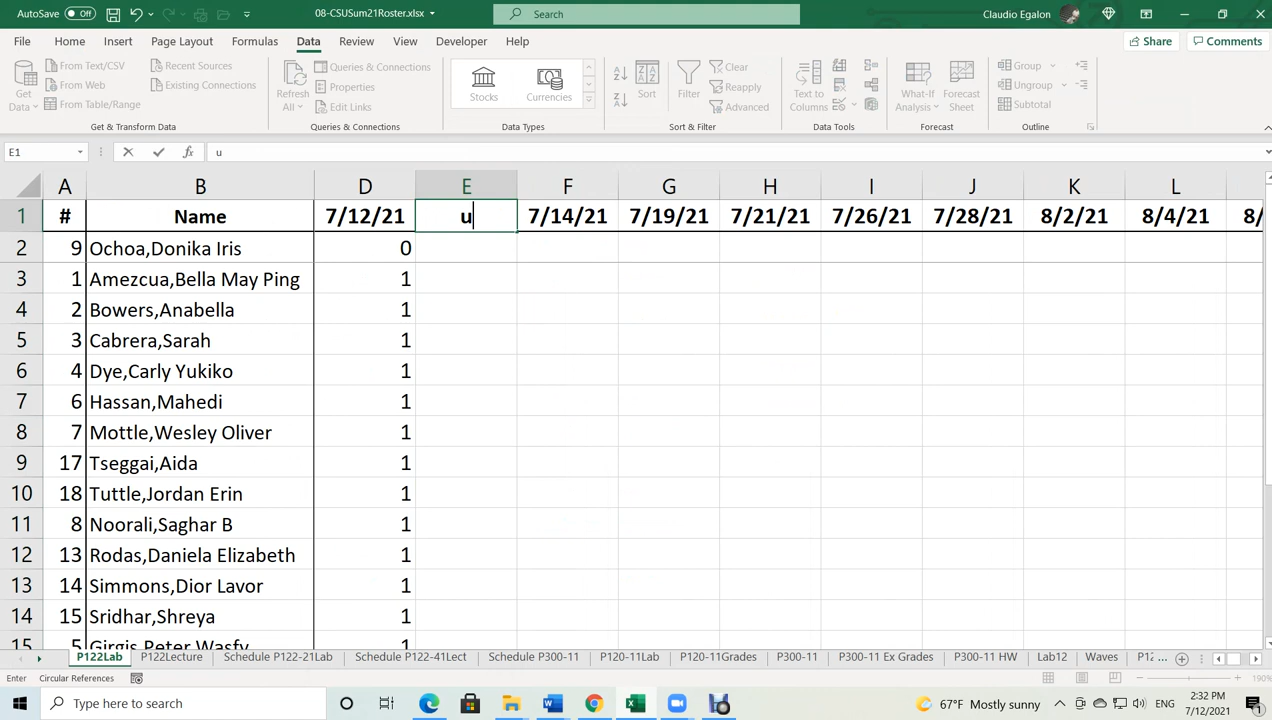 AutoSave Off 08-CSUSum21Roster.xlsx Search Claudio Egalon
File Home Insert Page Layout Formulas Data Review View Developer Help Share Comments
Get Data
From Text/CSV
From Web
From Table/Range
Recent Sources
Existing Connections
Get & Transform Data
Refresh All
Queries & Connections
Properties
Edit Links
Queries & Connections
Stocks Currencies
Data Types
Sort Filter
Clear
Reapply
Advanced
Sort & Filter
Text to Columns
Data Tools
What-If Analysis
Forecast Sheet
Forecast
Group
Ungroup
Subtotal
Outline
E1 fx u
A B D E F G H I J K L
1 # Name 7/12/21 u 7/14/21 7/19/21 7/21/21 7/26/21 7/28/21 8/2/21 8/4/21 8/
2 9 Ochoa,Donika Iris 0
3 1 Amezcua,Bella May Ping 1
4 2 Bowers,Anabella 1
5 3 Cabrera,Sarah 1
6 4 Dye,Carly Yukiko 1
7 6 Hassan,Mahedi 1
8 7 Mottle,Wesley Oliver 1
9 17 Tseggai,Aida 1
10 18 Tuttle,Jordan Erin 1
11 8 Noorali,Saghar B 1
12 13 Rodas,Daniela Elizabeth 1
13 14 Simmons,Dior Lavor 1
14 15 Sridhar,Shreya 1
15 5 Girgis,Peter Wasfy 1
P122Lab P122Lecture Schedule P122-21Lab Schedule P122-41Lect Schedule P300-11 P120-11Lab P120-11Grades P300-11 P300-11 Ex Grades P300-11 HW Lab12 Waves P12 ...
Enter Circular References 190%
Type here to search 67°F Mostly sunny ENG 2:32 PM
7/12/2021 1